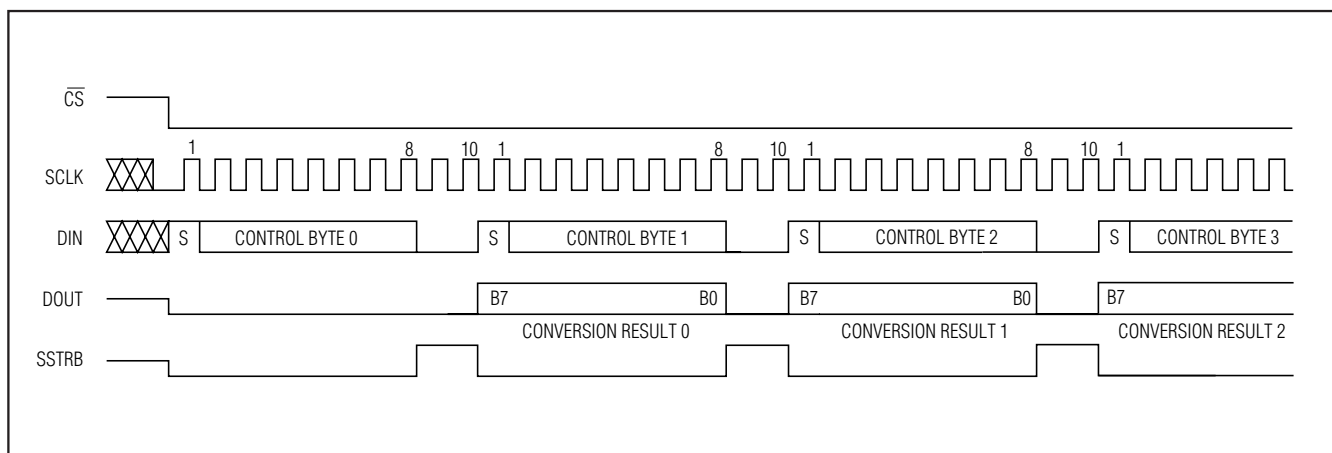 CS
1 8 10 1 8 10 1 8 10 1
SCLK
DIN S CONTROL BYTE 0 S CONTROL BYTE 1 S CONTROL BYTE 2 S CONTROL BYTE 3
DOUT B7 B0 B7 B0 B7
CONVERSION RESULT 0 CONVERSION RESULT 1 CONVERSION RESULT 2
SSTRB